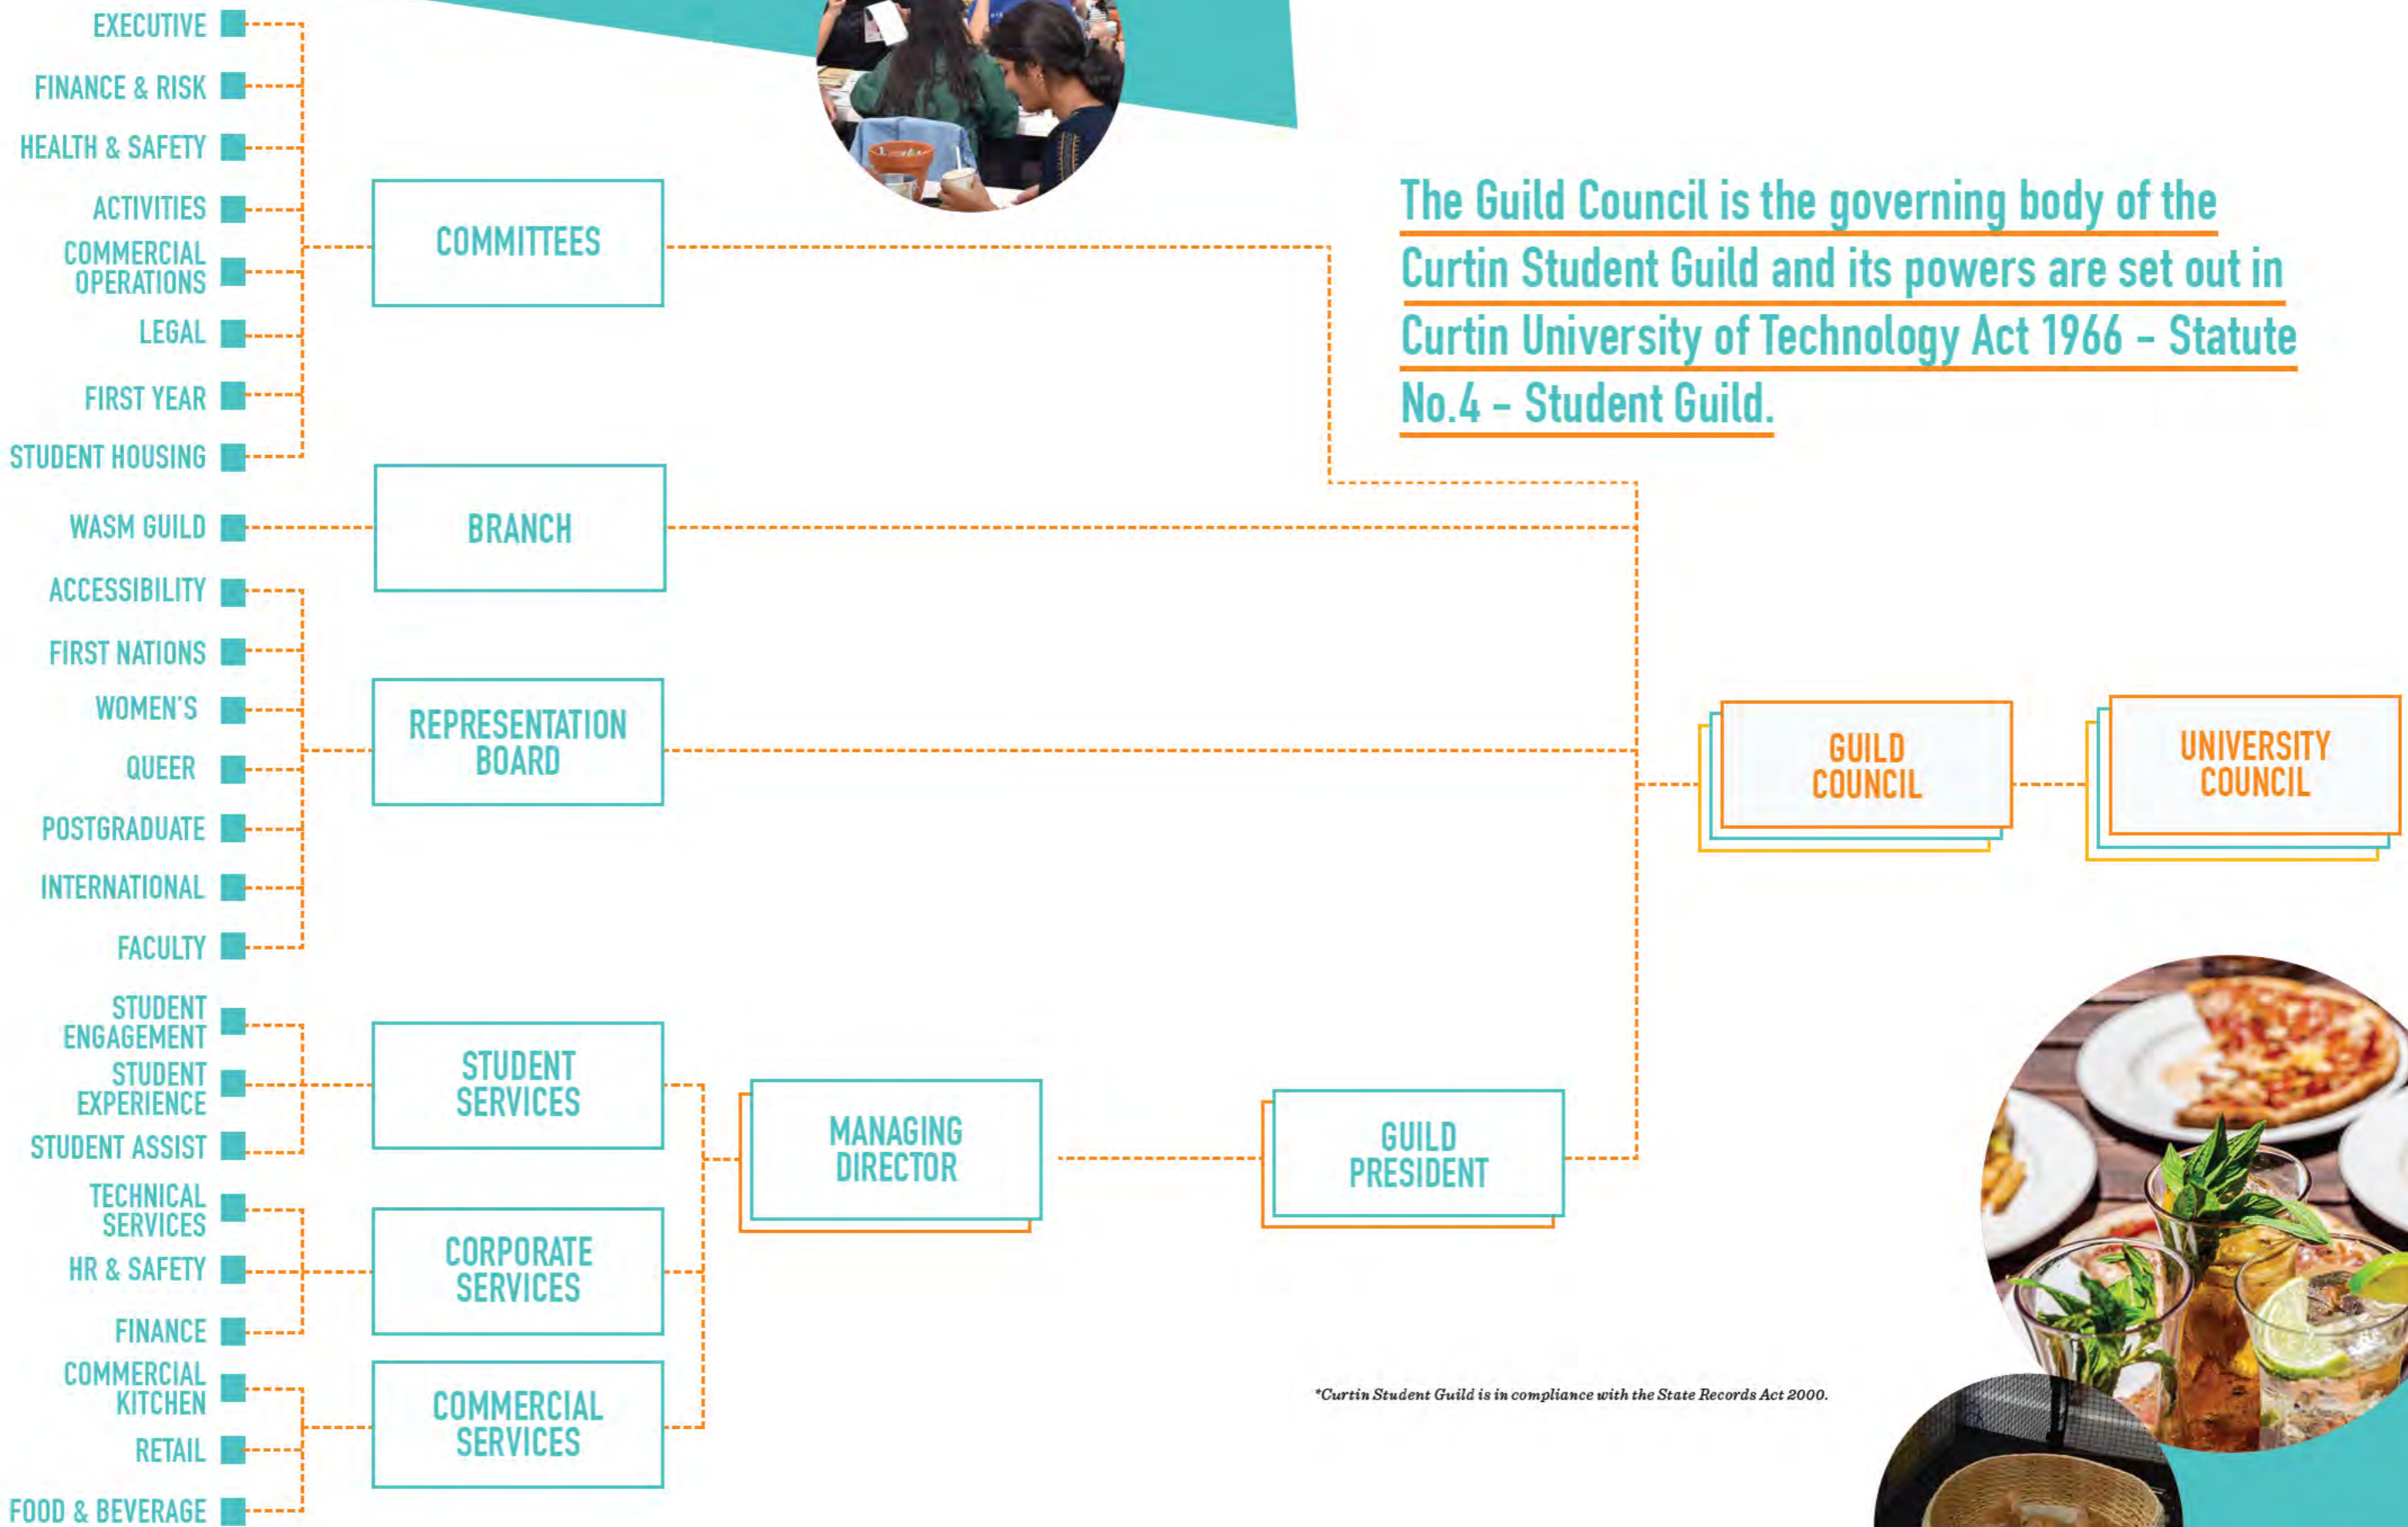 EXECUTIVE
FINANCE & RISK
HEALTH & SAFETY
ACTIVITIES
COMMERCIAL
OPERATIONS
LEGAL
FIRST YEAR
STUDENT HOUSING
WASM GUILD
ACCESSIBILITY
FIRST NATIONS
WOMEN'S
QUEER
POSTGRADUATE
INTERNATIONAL
FACULTY
STUDENT
ENGAGEMENT
STUDENT
EXPERIENCE
STUDENT ASSIST
TECHNICAL
SERVICES
HR & SAFETY
FINANCE
COMMERCIAL
KITCHEN
RETAIL
FOOD & BEVERAGE
COMMITTEES
BRANCH
REPRESENTATION
BOARD
STUDENT
SERVICES
CORPORATE
SERVICES
COMMERCIAL
SERVICES
MANAGING
DIRECTOR
GUILD
PRESIDENT
The Guild Council is the governing body of the
Curtin Student Guild and its powers are set out in
Curtin University of Technology Act 1966 – Statute
No.4 – Student Guild.
GUILD
COUNCIL
UNIVERSITY
COUNCIL
*Curtin Student Guild is in compliance with the State Records Act 2000.